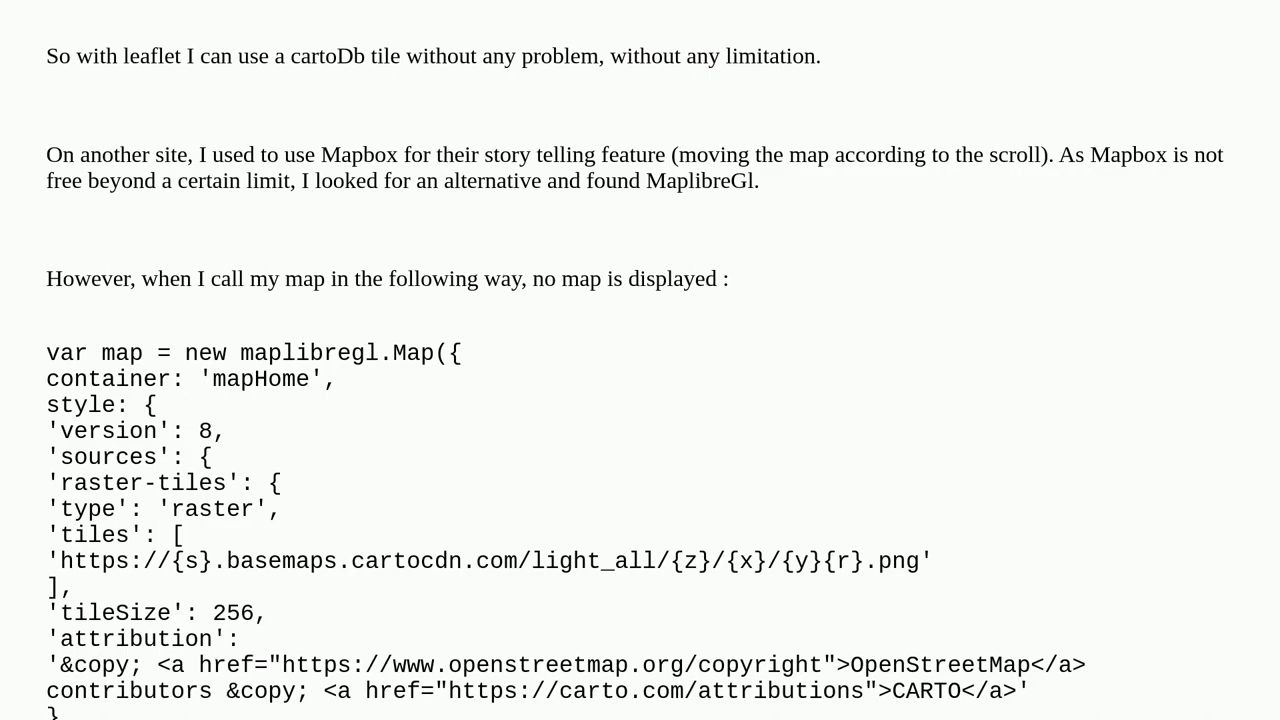 So with leaflet I can use a cartoDb tile without any problem, without any limitation.
On another site, I used to use Mapbox for their story telling feature (moving the map according to the scroll). As Mapbox is not
free beyond a certain limit, I looked for an alternative and found MaplibreGl.
However, when I call my map in the following way, no map is displayed :
var map = new maplibregl.Map({
container: 'mapHome',
style: {
'version': 8,
'sources': {
'raster-tiles': {
'type': 'raster',
'tiles': [
'https://{s}.basemaps.cartocdn.com/light_all/{z}/{x}/{y}{r}.png'
],
'tileSize': 256,
'attribution':
'&copy; <a href="https://www.openstreetmap.org/copyright">OpenStreetMap</a>
contributors &copy; <a href="https://carto.com/attributions">CARTO</a>'
}